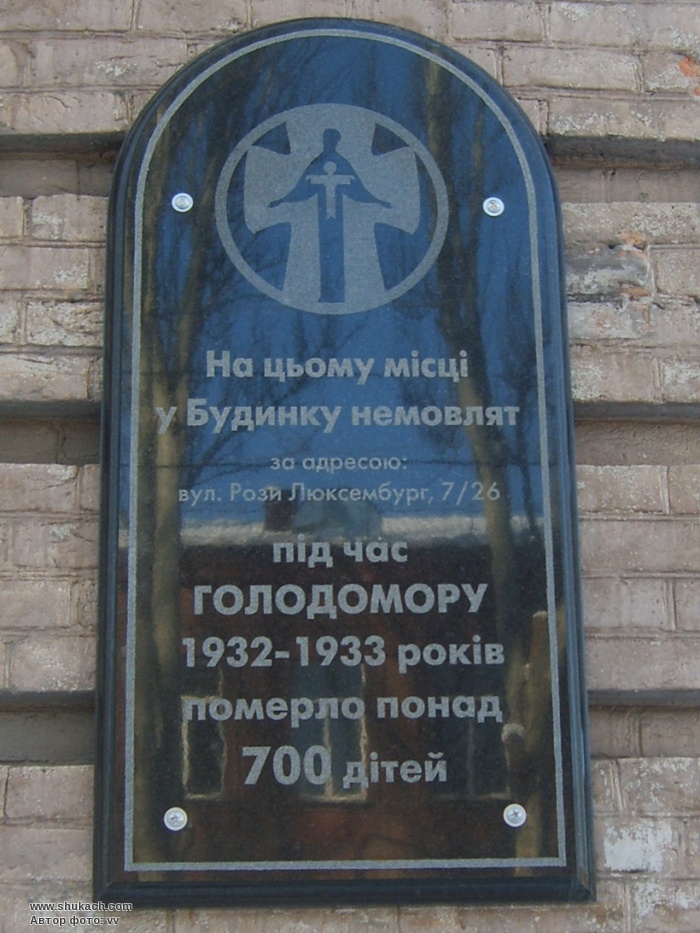 На цьому місці
у Будинку немовлят
за адресою:
вул. Рози Люксембург, 7/26
під час
ГОЛОДОМОРУ
1932-1933 років
померло понад
700 дітей
www.shukach.com
Автор фото: vv